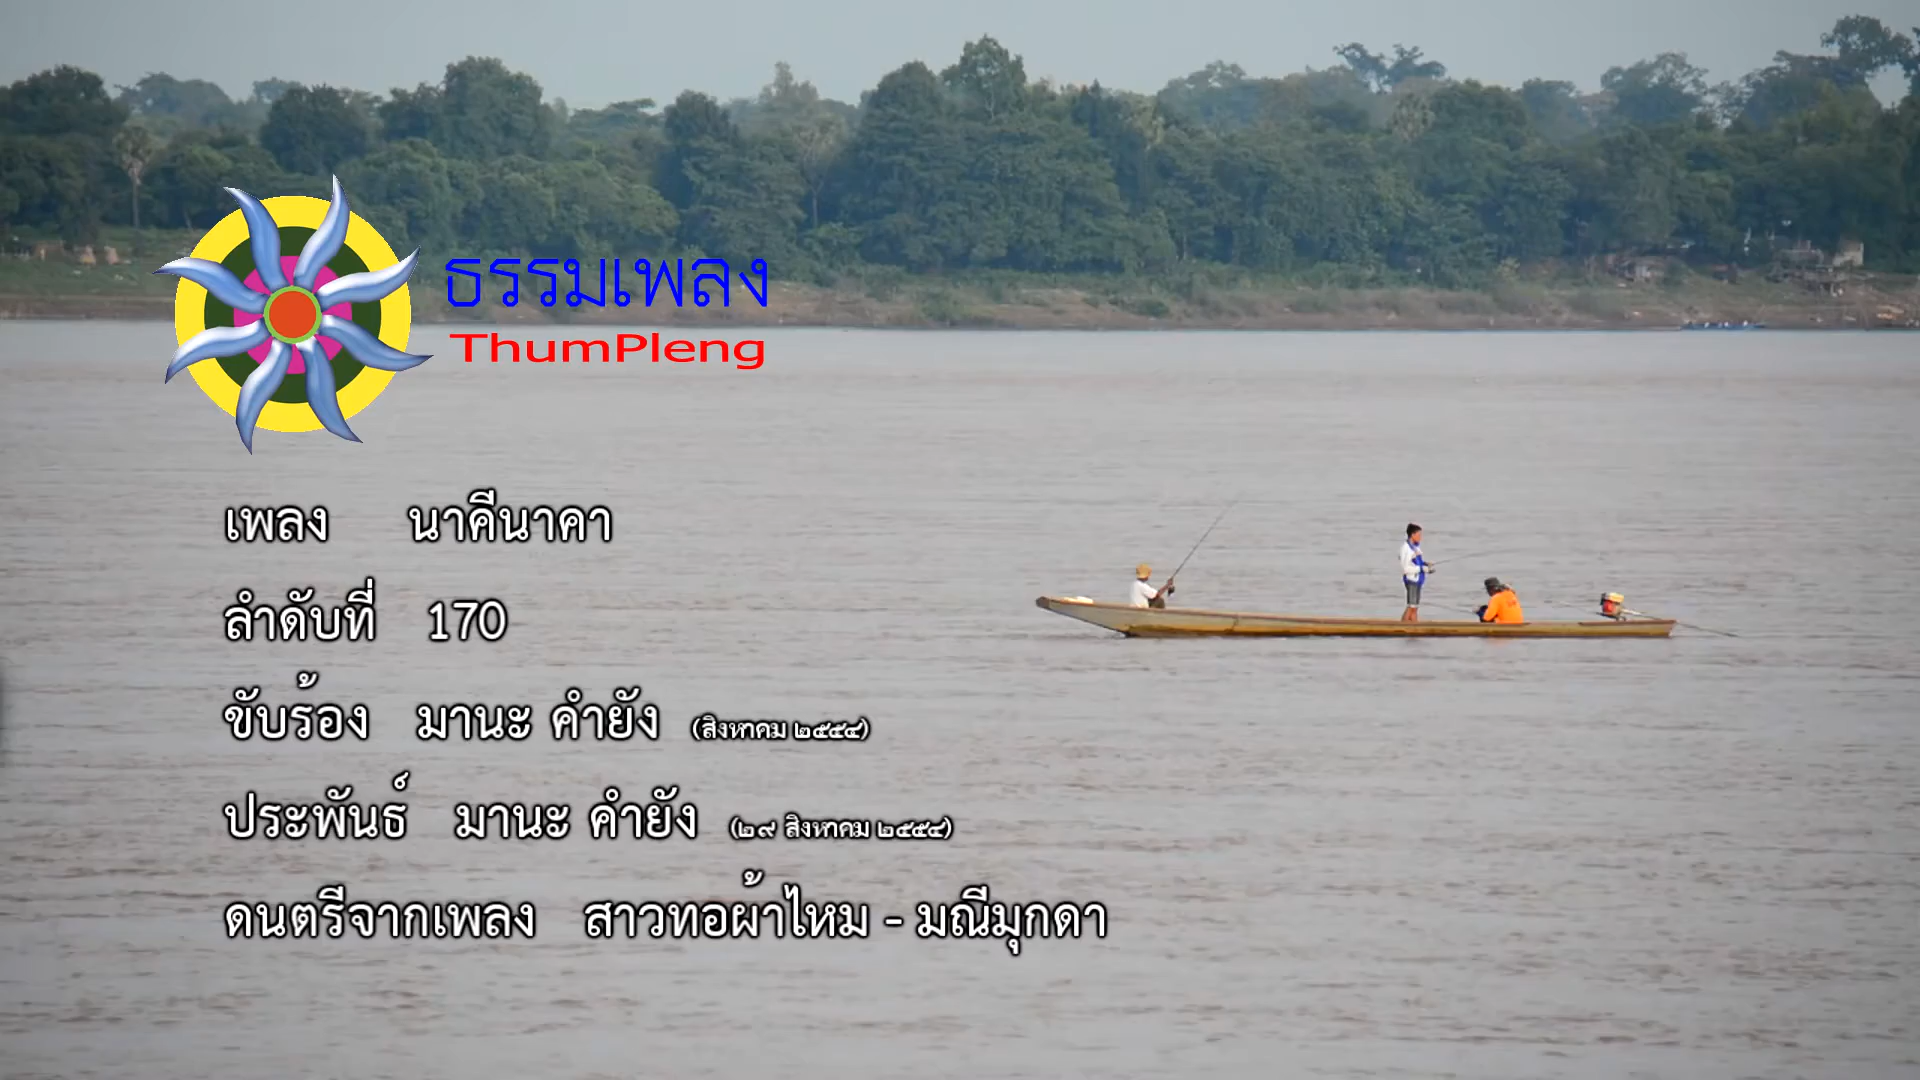 ธรรมเพลง
ThumPleng
เพลง นาคีนาคา
ลำดับที่ 170
ขับร้อง มานะ คำยัง (สิงหาคม ๒๕๕๔)
ประพันธ์ มานะ คำยัง (๒๙ สิงหาคม ๒๕๕๔)
ดนตรีจากเพลง สาวทอผ้าไหม - มณีมุกดา